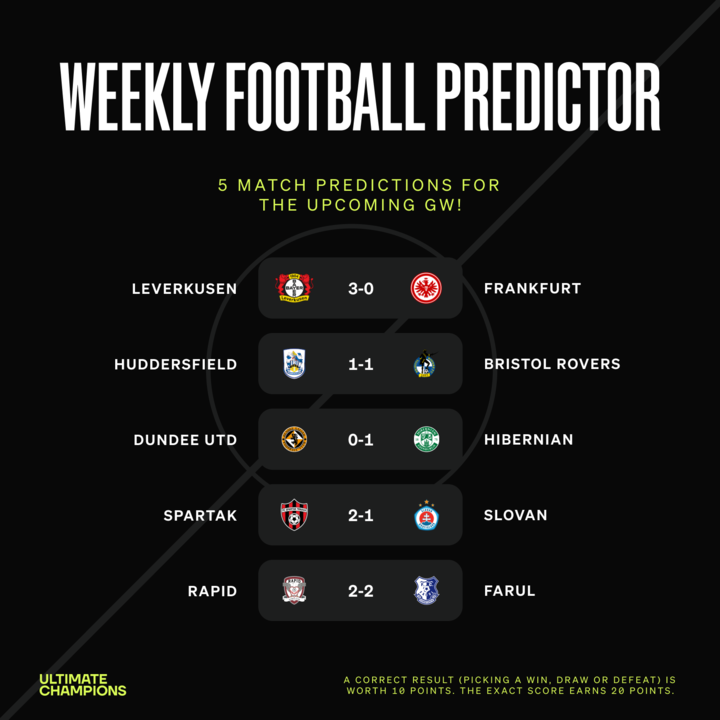 WEEKLY FOOTBALL PREDICTOR
5 MATCH PREDICTIONS FOR
THE UPCOMING GW!
LEVERKUSEN 3-0 FRANKFURT
HUDDERSFIELD 1-1 BRISTOL ROVERS
DUNDEE UTD 0-1 HIBERNIAN
SPARTAK 2-1 SLOVAN
RAPID 2-2 FARUL
ULTIMATE
CHAMPIONS
A CORRECT RESULT (PICKING A WIN, DRAW OR DEFEAT) IS
WORTH 10 POINTS. THE EXACT SCORE EARNS 20 POINTS.